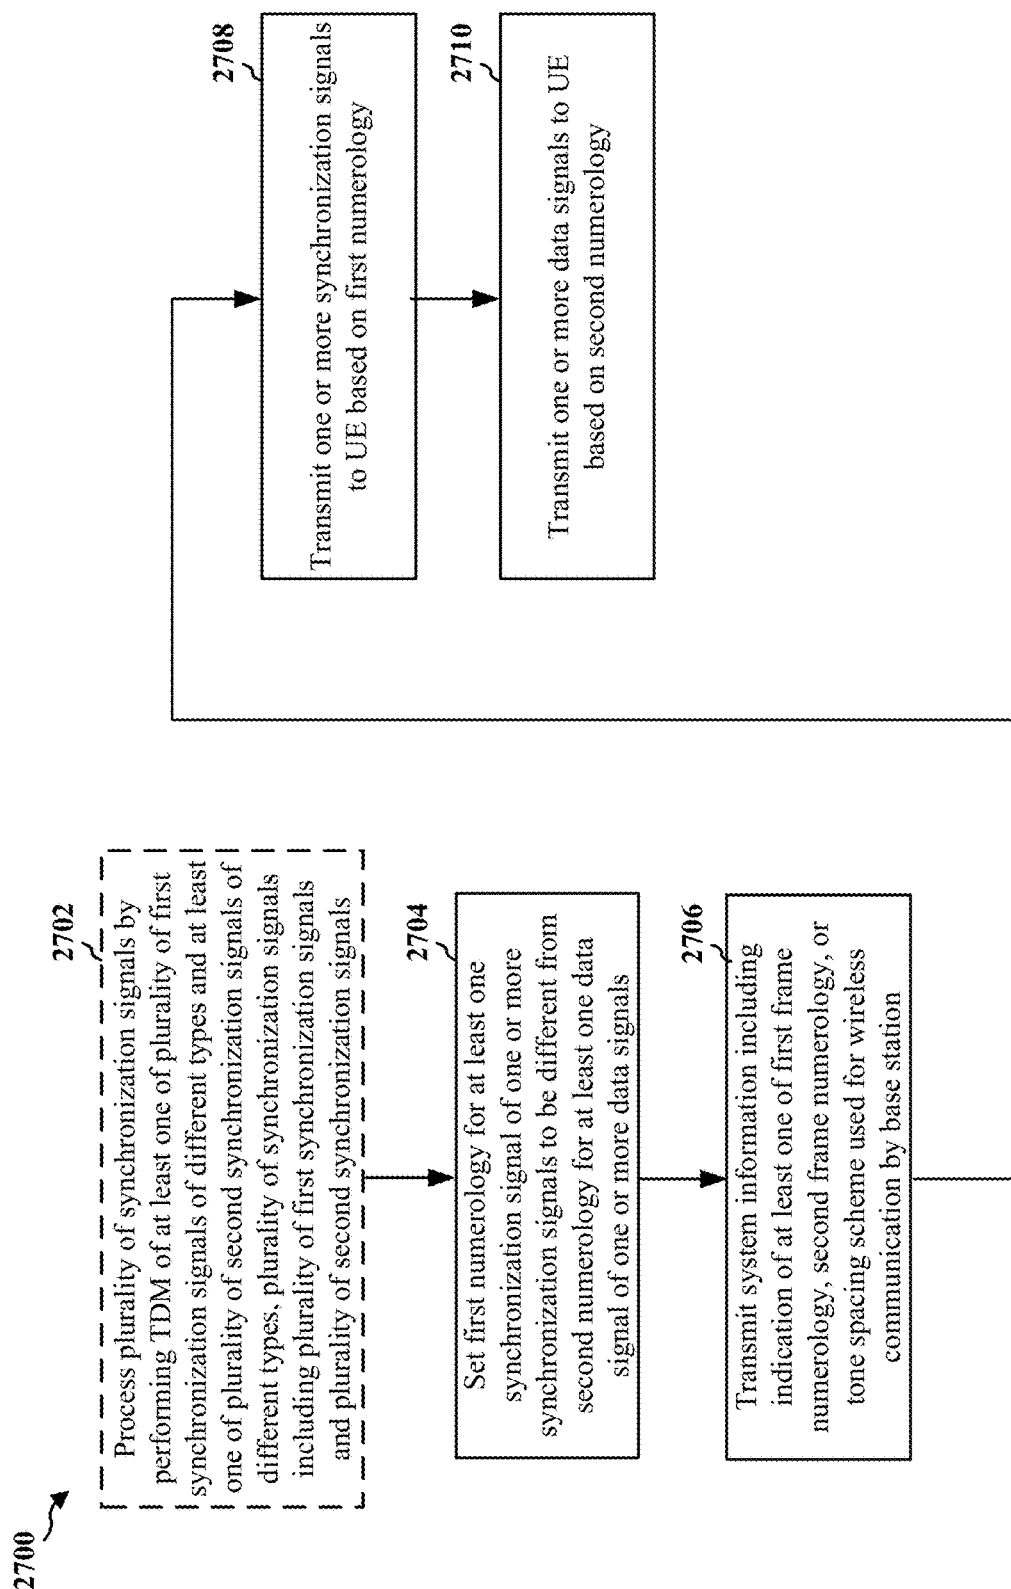 2700
2702
Process plurality of synchronization signals by
performing TDM of at least one of plurality of first
synchronization signals of different types and at least
one of plurality of second synchronization signals of
different types, plurality of synchronization signals
including plurality of first synchronization signals
and plurality of second synchronization signals
2704
Set first numerology for at least one
synchronization signal of one or more
synchronization signals to be different from
second numerology for at least one data
signal of one or more data signals
2706
Transmit system information including
indication of at least one of first frame
numerology, second frame numerology, or
tone spacing scheme used for wireless
communication by base station
2708
Transmit one or more synchronization signals
to UE based on first numerology
2710
Transmit one or more data signals to UE
based on second numerology